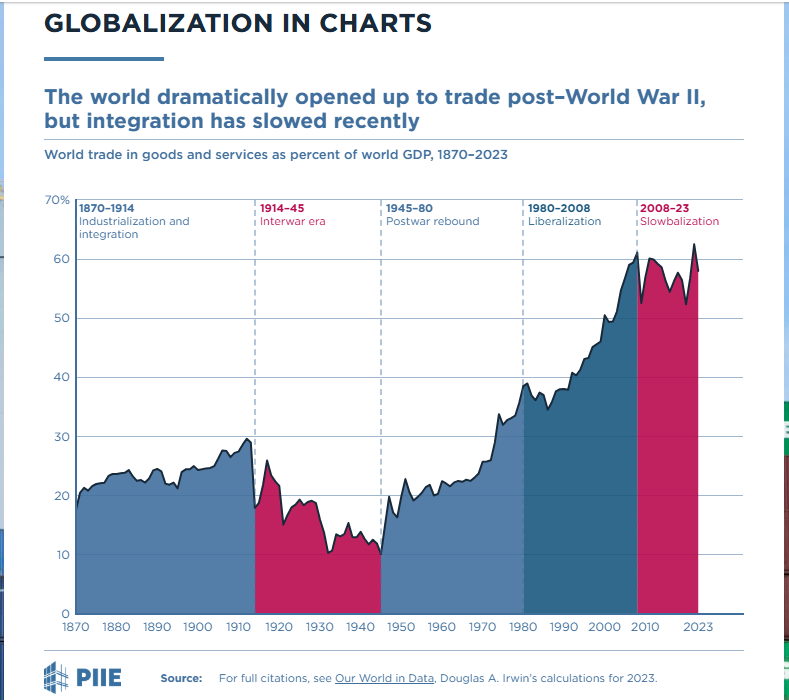 GLOBALIZATION IN CHARTS
The world dramatically opened up to trade post–World War II,
but integration has slowed recently
World trade in goods and services as percent of world GDP, 1870–2023
70%
60
50
40
30
20
10
0
1870–1914
Industrialization and
integration
1914–45
Interwar era
1945–80
Postwar rebound
1980–2008
Liberalization
2008–23
Slowbalization
1870 1880 1890 1900 1910 1920 1930 1940 1950 1960 1970 1980 1990 2000 2010 2023
PIIE
Source: For full citations, see Our World in Data, Douglas A. Irwin's calculations for 2023.